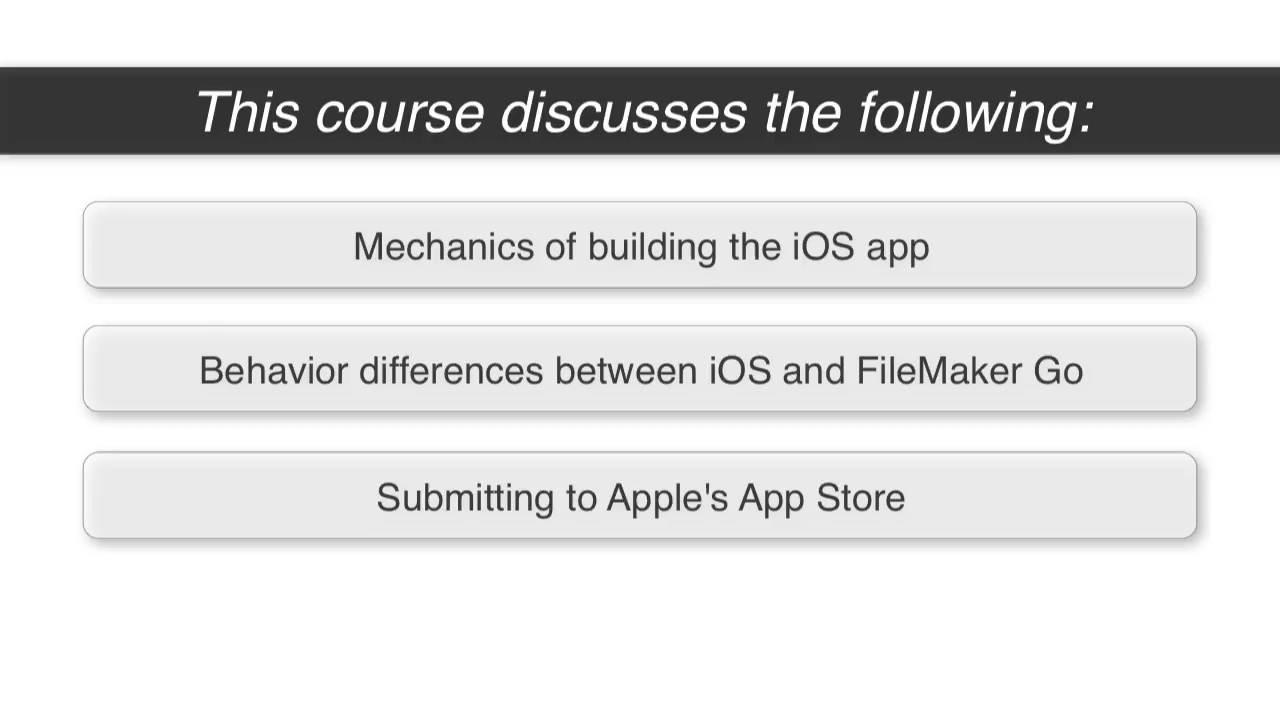 This course discusses the following:
Mechanics of building the iOS app
Behavior differences between iOS and FileMaker Go
Submitting to Apple's App Store